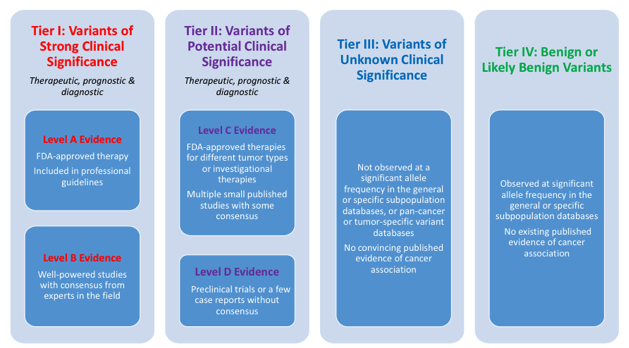 Tier I: Variants of
Strong Clinical
Significance
Therapeutic, prognostic &
diagnostic
Level A Evidence
FDA-approved therapy
Included in professional
guidelines
Level B Evidence
Well-powered studies
with consensus from
experts in the field
Tier II: Variants of
Potential Clinical
Significance
Therapeutic, prognostic &
diagnostic
Level C Evidence
FDA-approved therapies
for different tumor types
or investigational
therapies
Multiple small published
studies with some
consensus
Level D Evidence
Preclinical trials or a few
case reports without
consensus
Tier III: Variants of
Unknown Clinical
Significance
Not observed at a
significant allele
frequency in the general
or specific subpopulation
databases, or pan-cancer
or tumor-specific variant
databases
No convincing published
evidence of cancer
association
Tier IV: Benign or
Likely Benign Variants
Observed at significant
allele frequency in the
general or specific
subpopulation databases
No existing published
evidence of cancer
association